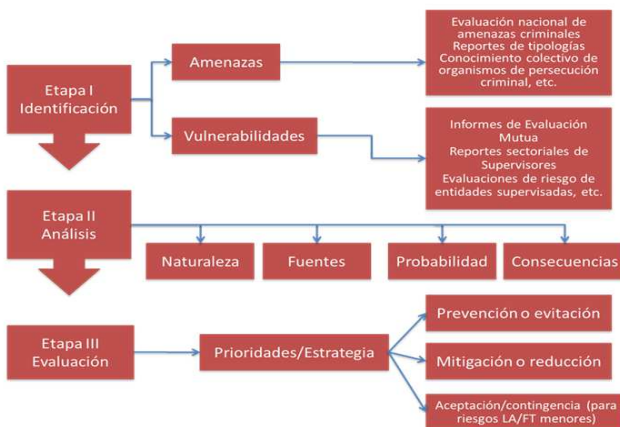 Etapa I
Identificación
Amenazas
Evaluación nacional de
amenazas criminales
Reportes de tipologías
Conocimiento colectivo de
organismos de persecución
criminal, etc.
Vulnerabilidades
Informes de Evaluación
Mutua
Reportes sectoriales de
Supervisores
Evaluaciones de riesgo de
entidades supervisadas, etc.
Etapa II
Análisis
Naturaleza
Fuentes
Probabilidad
Consecuencias
Etapa III
Evaluación
Prioridades/Estrategia
Prevención o evitación
Mitigación o reducción
Aceptación/contingencia (para
riesgos LA/FT menores)